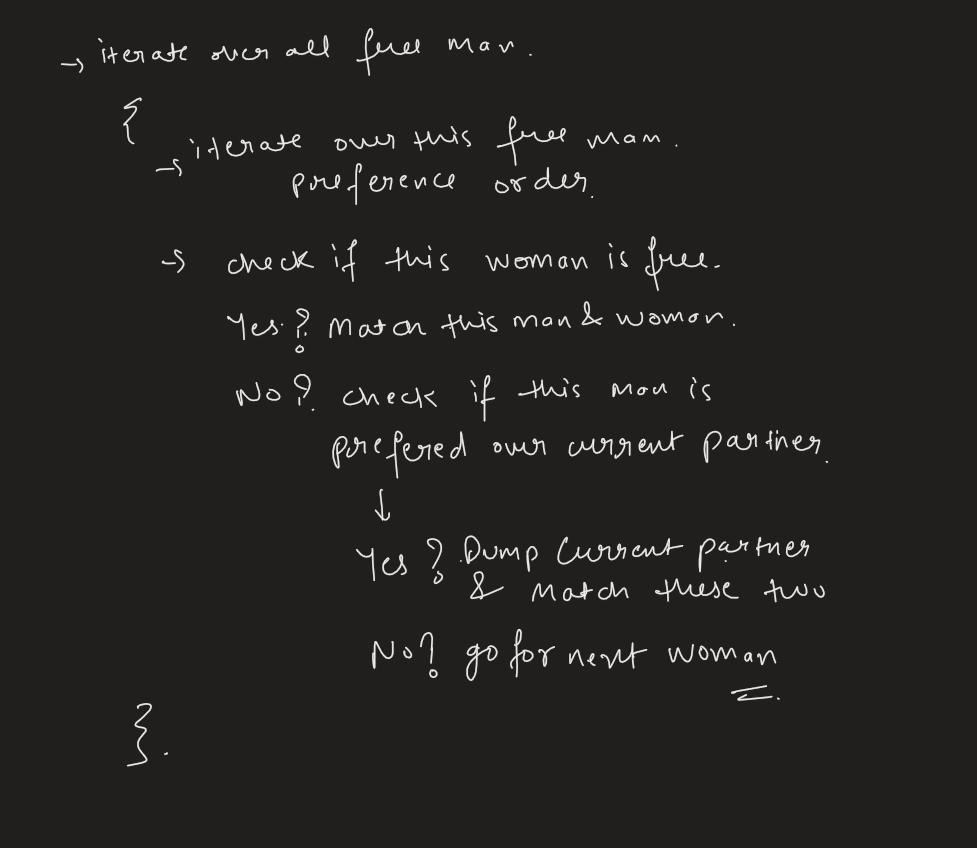 → iterate over all free man.
{
→ iterate over this free man.
preference order.
→ check if this woman is free.
Yes? Match this man & woman.
No? check if this man is
prefered over current partner.
↓
Yes? Dump Current partner
& Match these two
No? go for next woman
}.